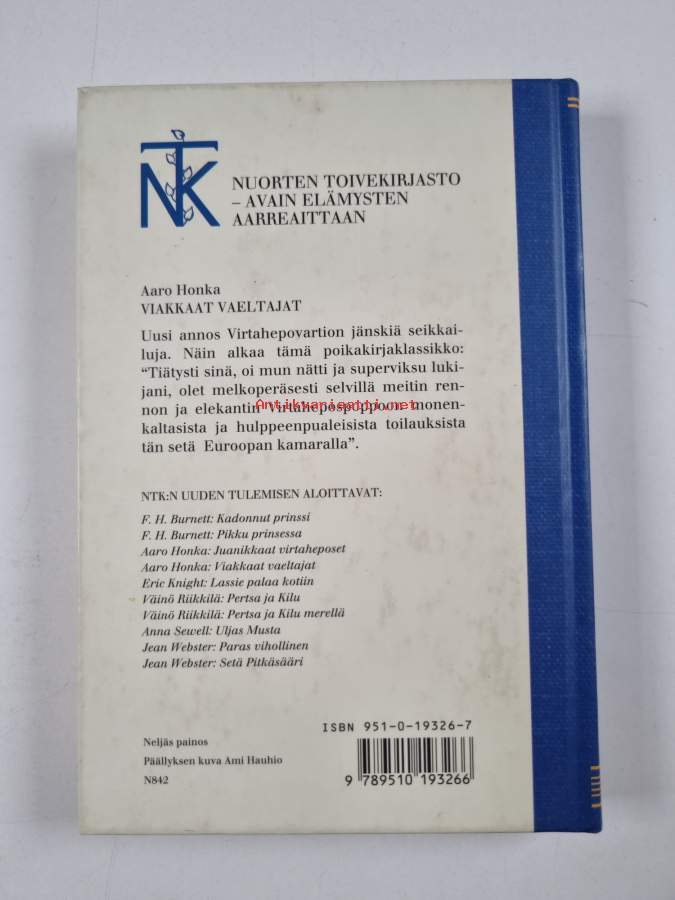 NTK
NUORTEN TOIVEKIRJASTO
– AVAIN ELÄMYSTEN
AARREAITTAAN
Aaro Honka
VIAKKAAT VAELTAJAT
Uusi annos Virtahepovartion jänskiä seikkai-
luja. Näin alkaa tämä poikakirjaklassikko:
“Tiätysti sinä, oi mun nätti ja superviksu luki-
jani, olet melkoperäsesti selvillä meitin ren-
non ja elekantin Virtahepospoppoon monen-
Antikvariaatti.net
kaltasista ja hulppeenpualeisista toilauksista
tän setä Euroopan kamaralla”.
NTK:N UUDEN TULEMISEN ALOITTAVAT:
F. H. Burnett: Kadonnut prinssi
F. H. Burnett: Pikku prinsessa
Aaro Honka: Juanikkaat virtaheposet
Aaro Honka: Viakkaat vaeltajat
Eric Knight: Lassie palaa kotiin
Väinö Riikkilä: Pertsa ja Kilu
Väinö Riikkilä: Pertsa ja Kilu merellä
Anna Sewell: Uljas Musta
Jean Webster: Paras vihollinen
Jean Webster: Setä Pitkäsääri
ISBN 951-0-19326-7
Neljäs painos
Päällyksen kuva Ami Hauhio
N842
9 789510 193266